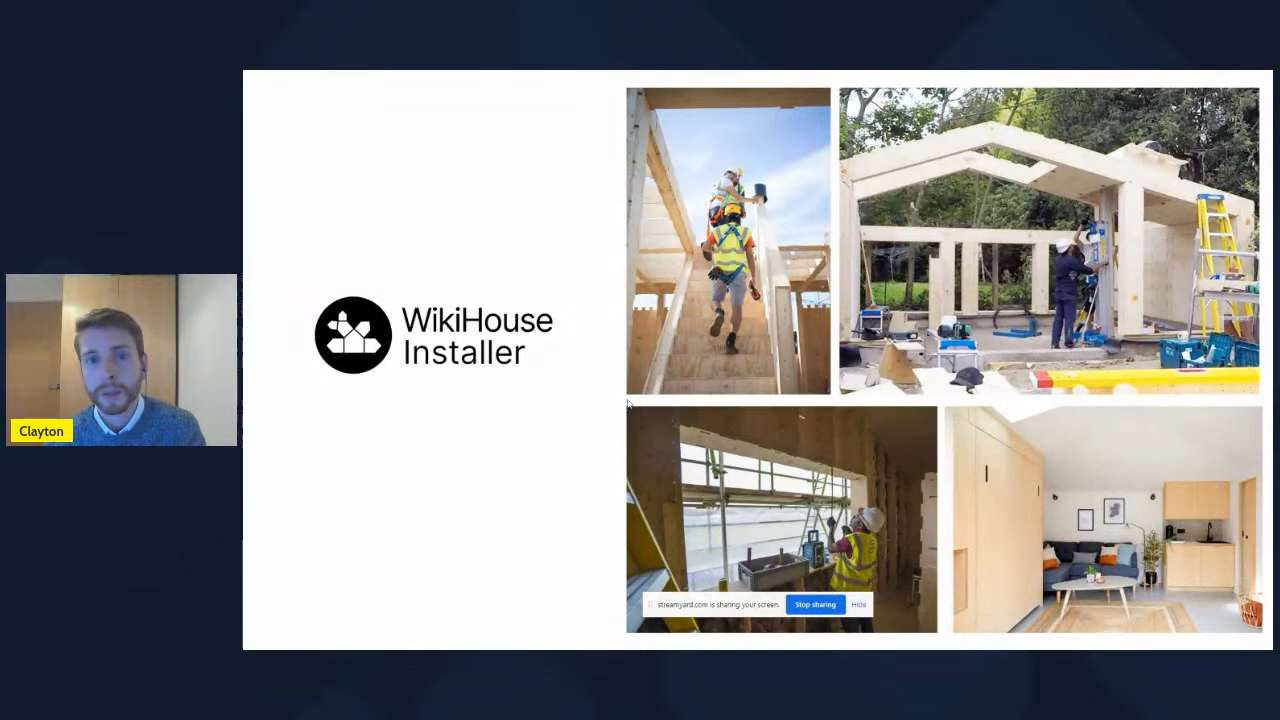 WikiHouse
Installer
Clayton
streamyard.com is sharing your screen.
Stop sharing
Hide